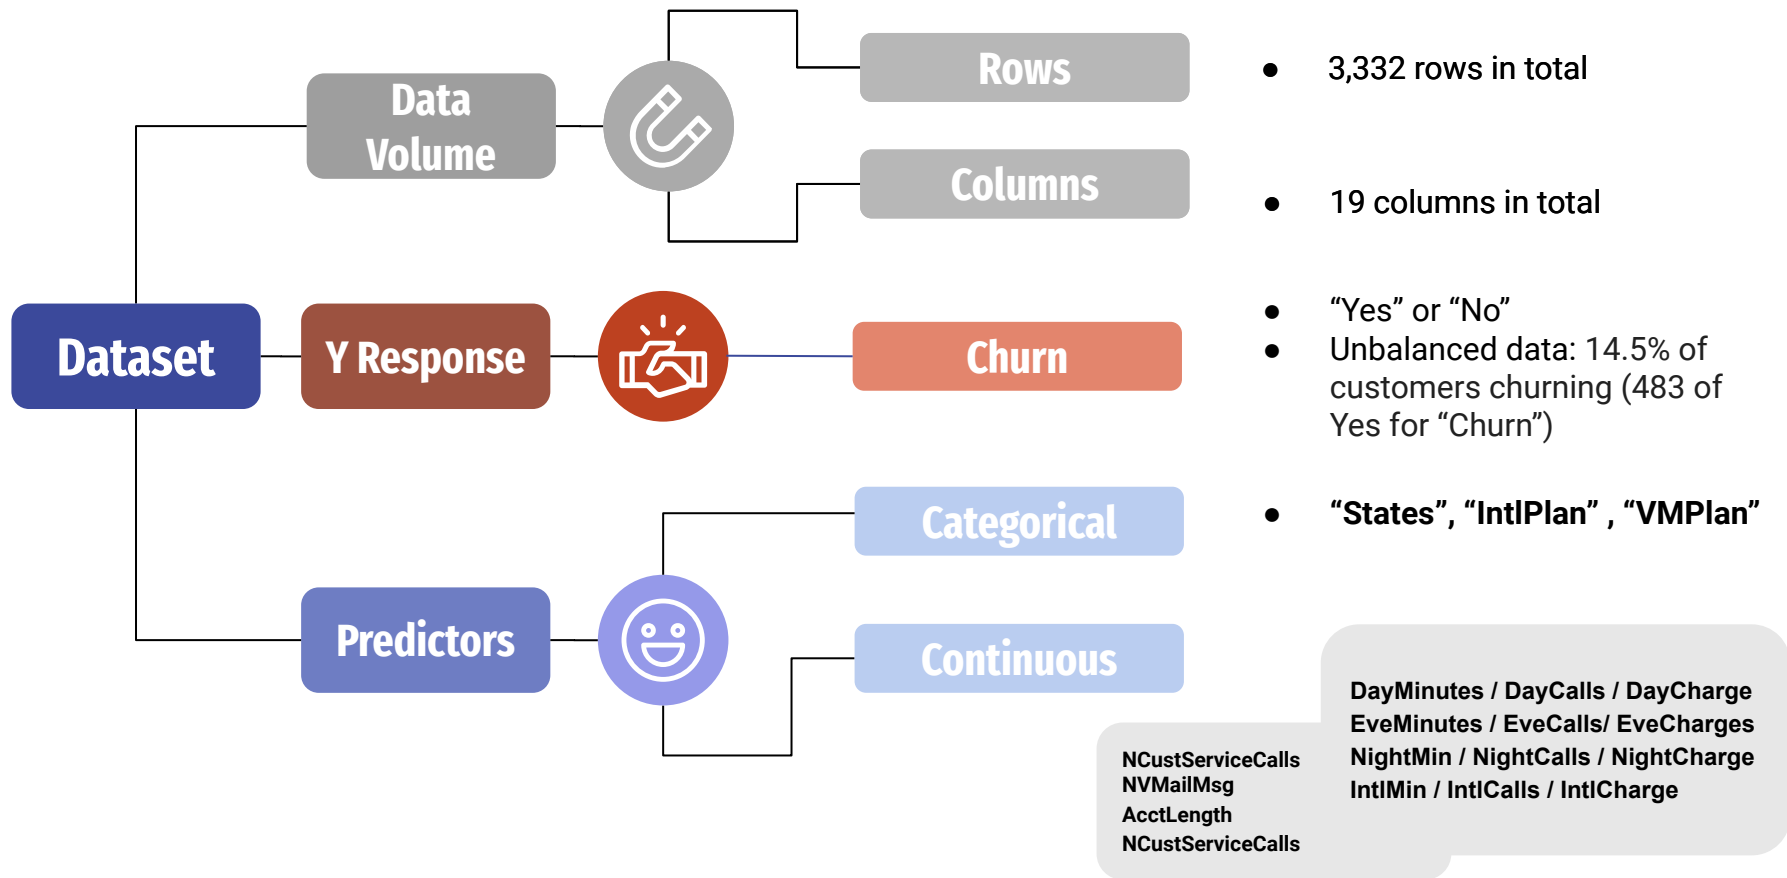 Data
Volume
Rows
● 3,332 rows in total
Columns
● 19 columns in total
Dataset
Y Response
Churn
● “Yes” or “No”
● Unbalanced data: 14.5% of
customers churning (483 of
Yes for “Churn”)
Predictors
Categorical
● “States”, “IntlPlan” , “VMPlan”
Continuous
DayMinutes / DayCalls / DayCharge
EveMinutes / EveCalls/ EveCharges
NightMin / NightCalls / NightCharge
IntlMin / IntlCalls / IntlCharge
NCustServiceCalls
NVMailMsg
AcctLength
NCustServiceCalls